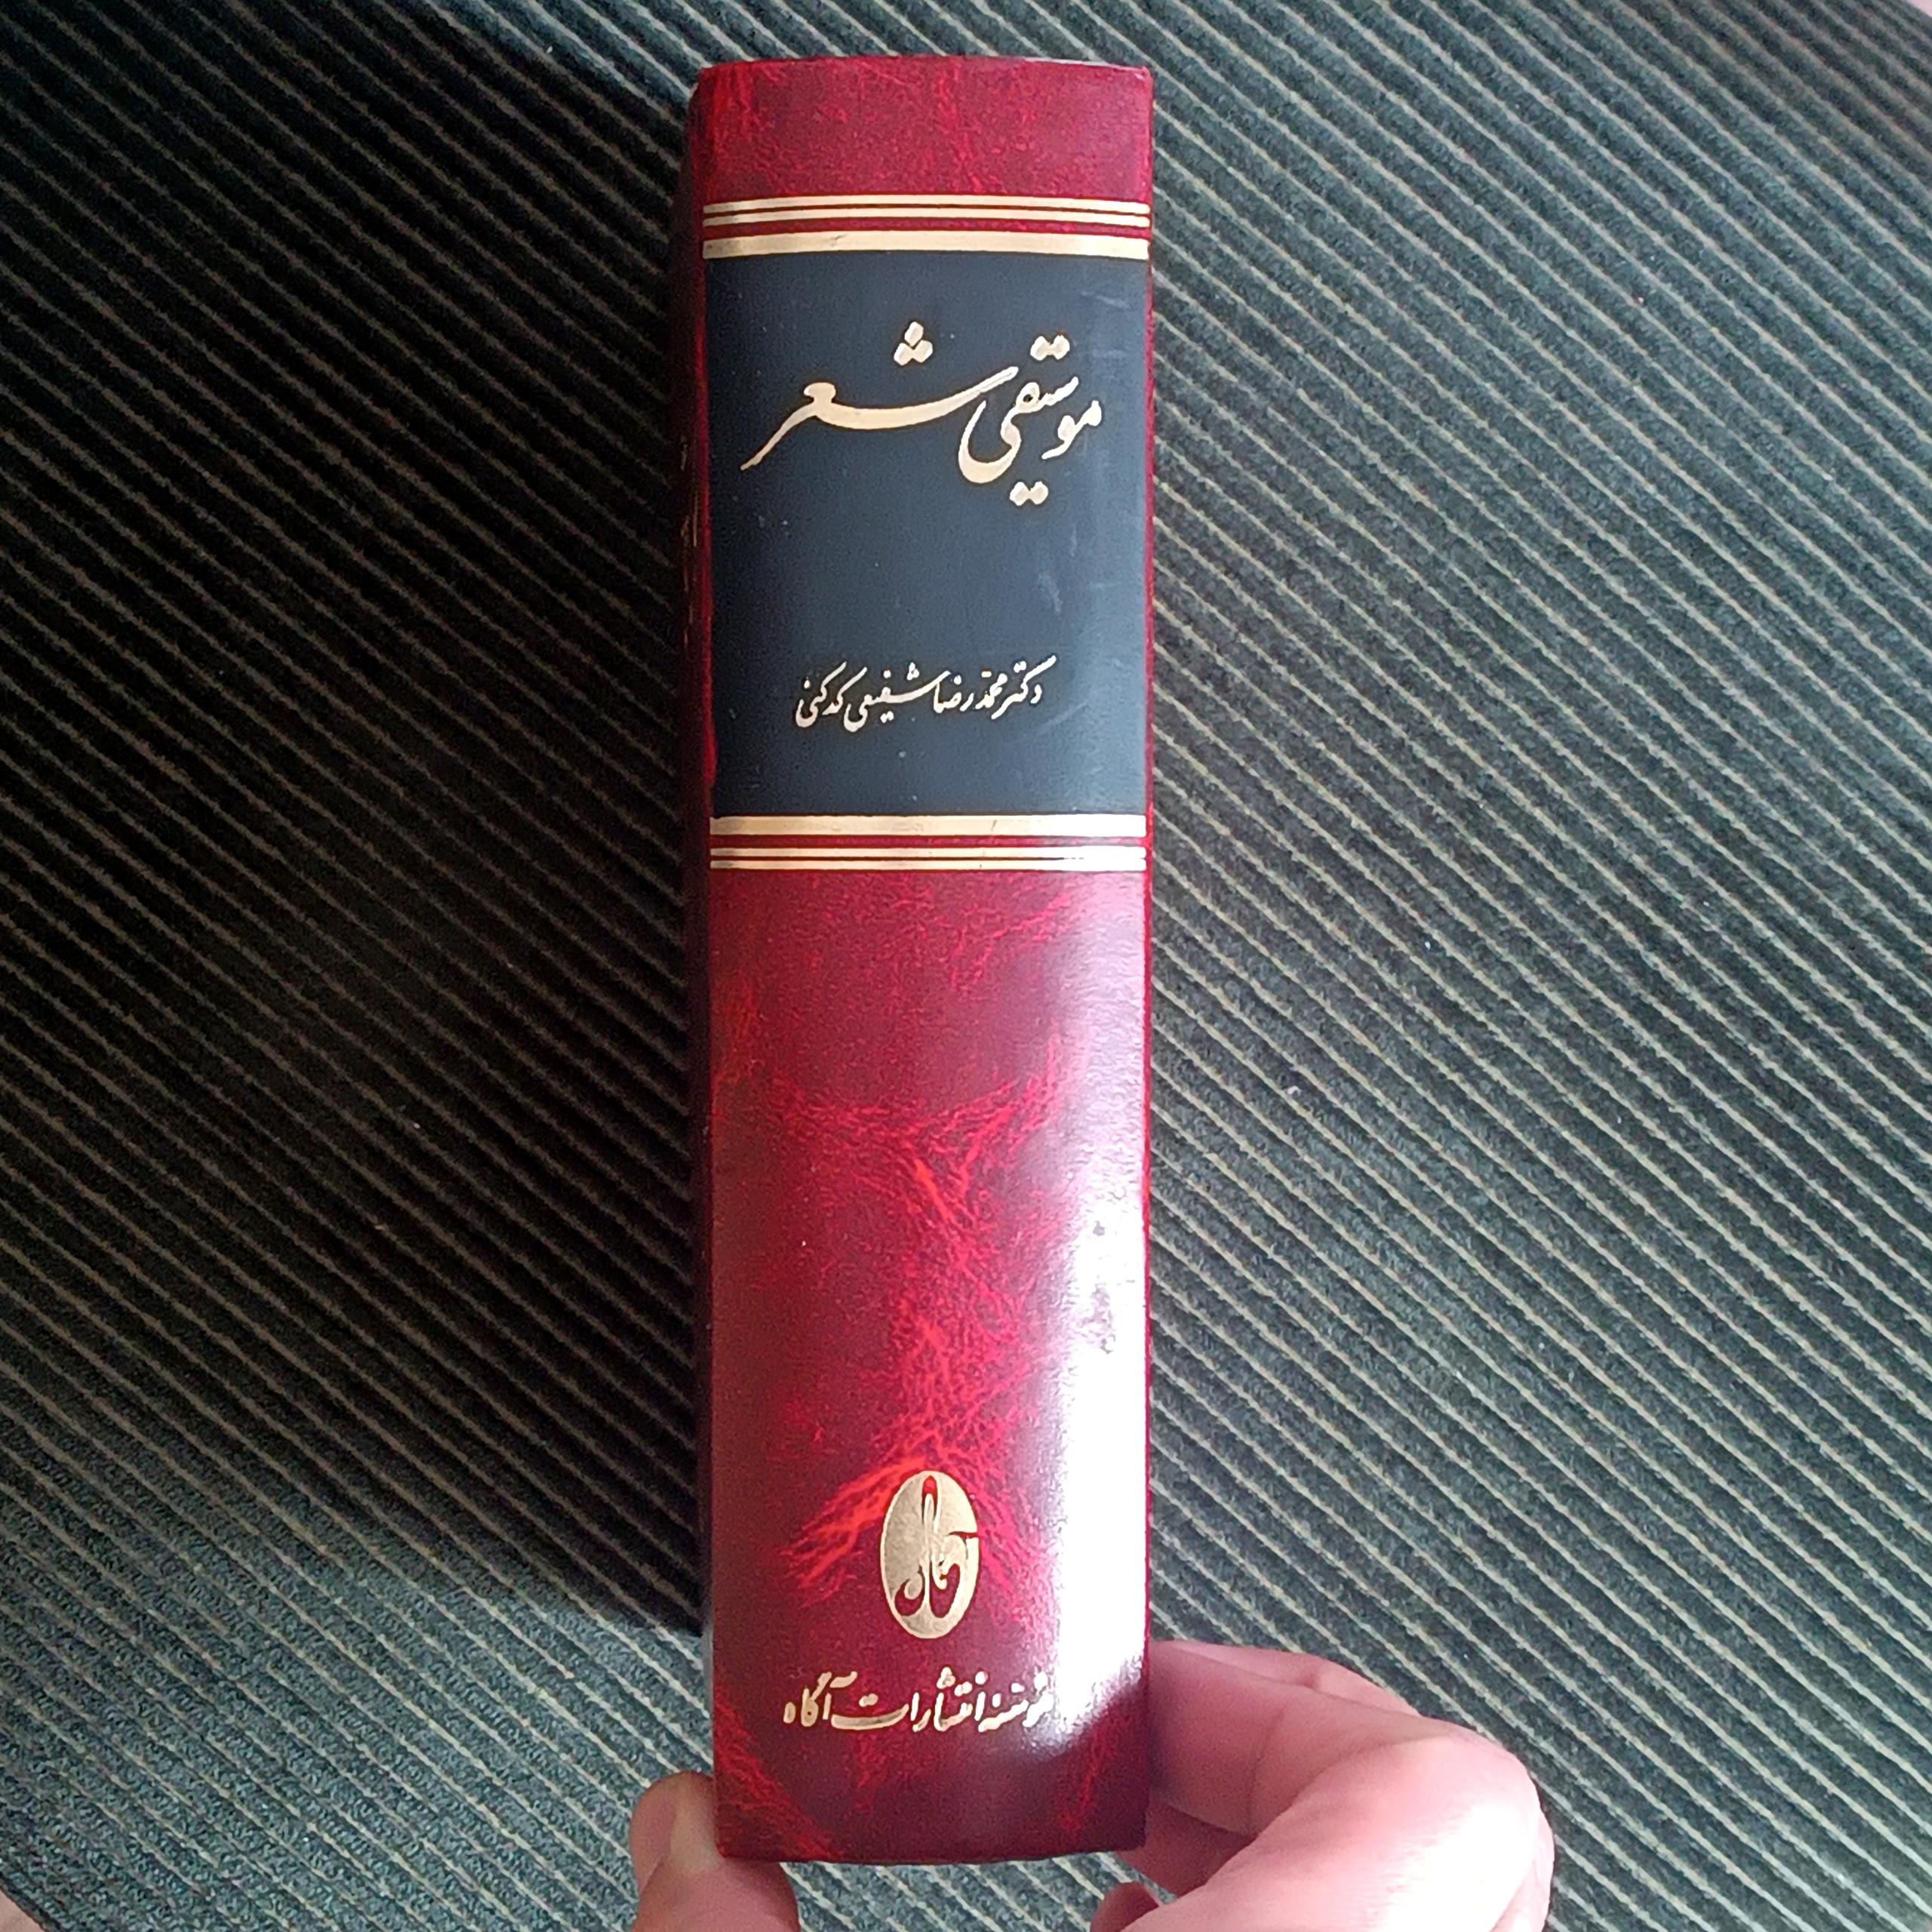 موسیقی شعر
دکتر محمدرضا شفیعی کدکنی
آگاه
مؤسسهٔ انتشارات آگاه